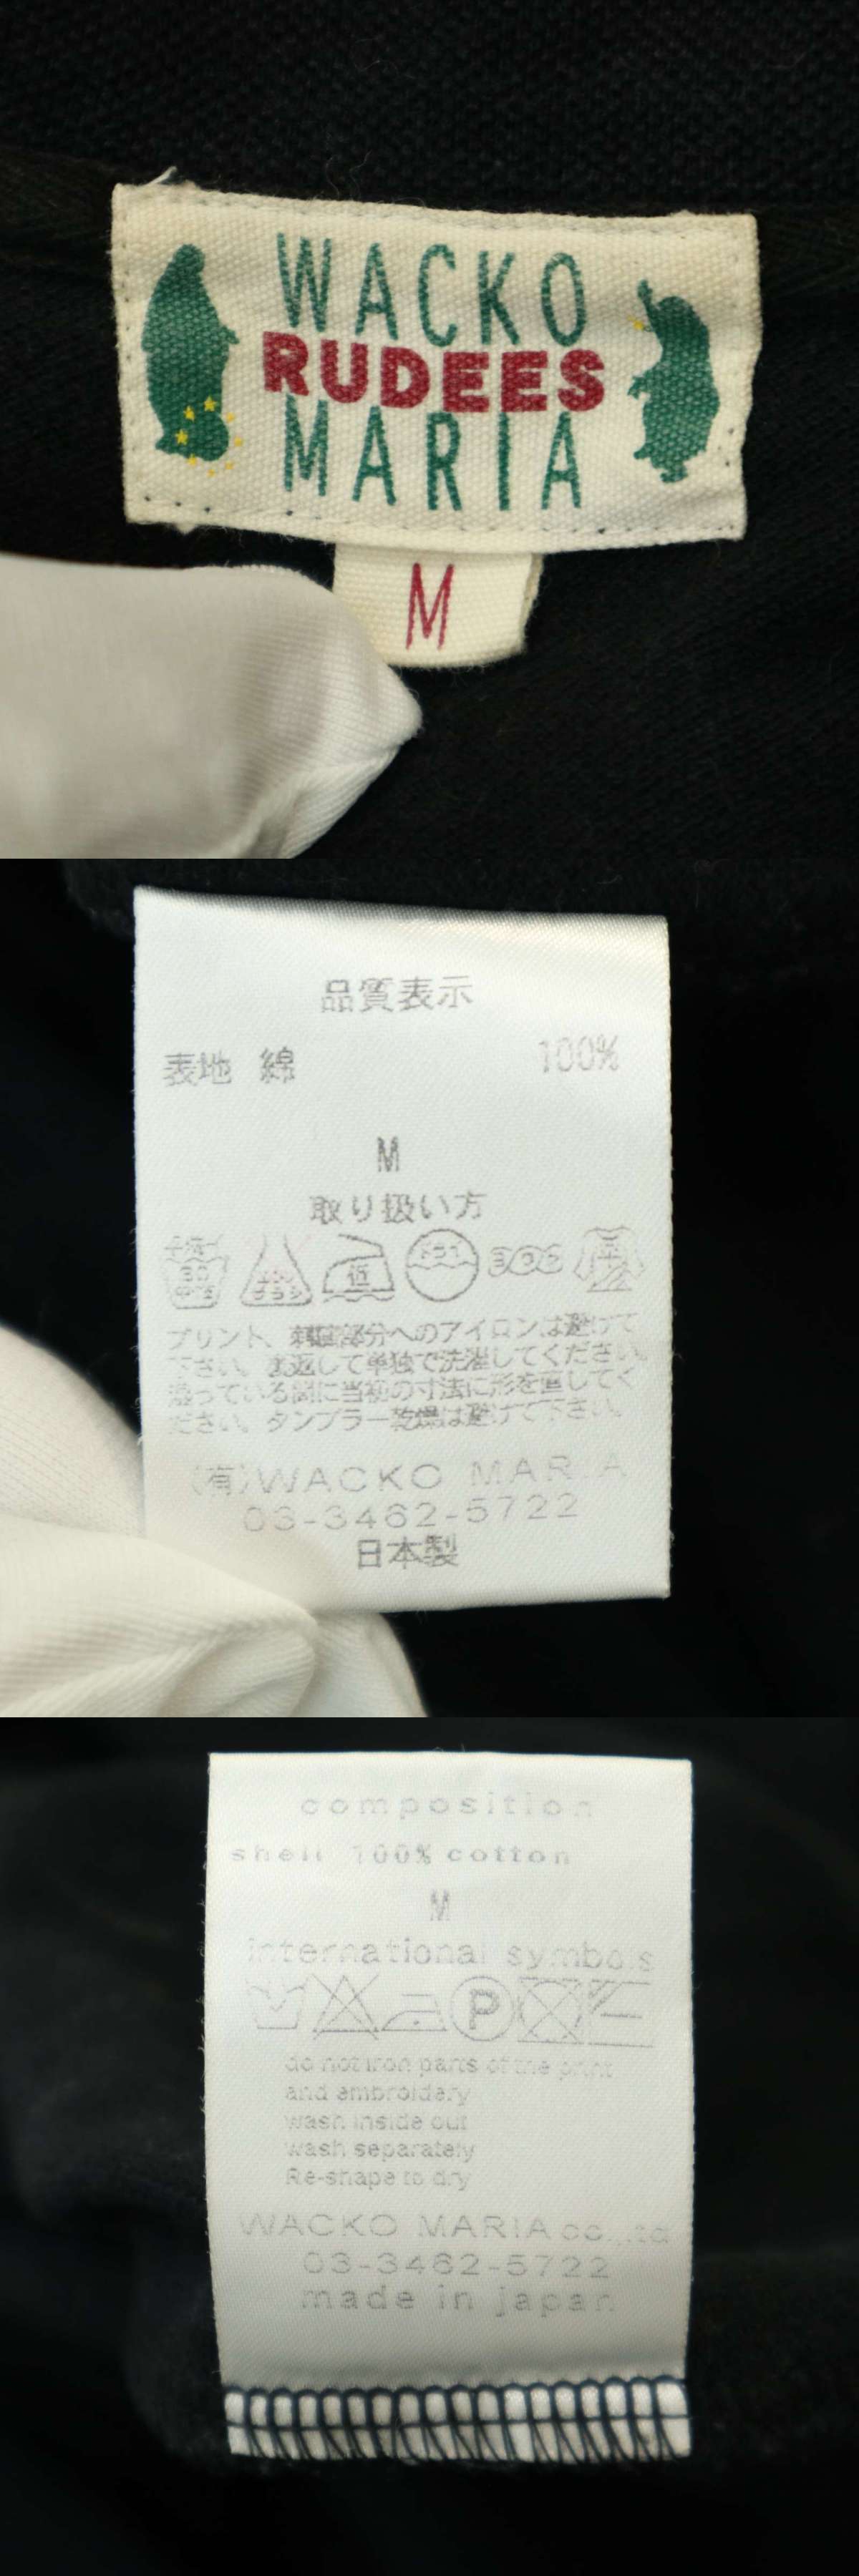 WACKO
RUDEES
MARIA
M
品質表示
表地 綿 100%
M
取り扱い方
低
プリント、刺繍部分へのアイロンは避けて
下さい。裏返して単独で洗濯してください。
湿っている間に当初の寸法に形を直してく
ださい。タンブラー乾燥は避けて下さい。
(有)WACKO MARIA
03-3462-5722
日本製
composition
shell 100% cotton
M
international symbols
P
do not iron parts of the print
and embroidery
wash inside out
wash separately
Re-shape to dry
WACKO MARIA co.,ltd
03-3462-5722
made in japan